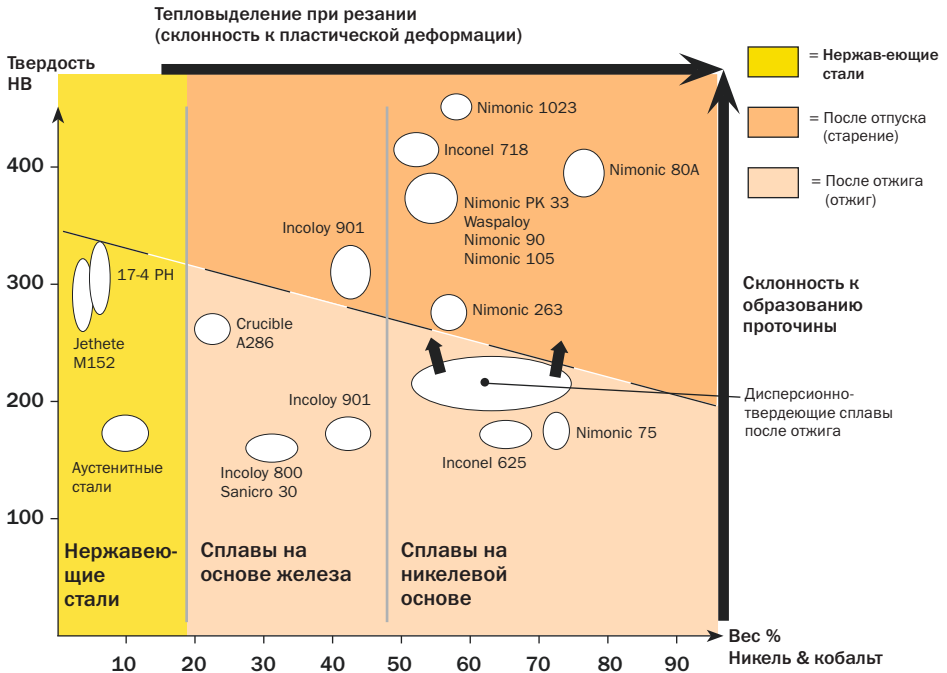 Тепловыделение при резании
(склонность к пластической деформации)
Твердость
HB
= Нержав-еющие
стали
= После отпуска
(старение)
= После отжига
(отжиг)
Nimonic 1023
Inconel 718
Nimonic 80A
Nimonic PK 33
Waspaloy
Nimonic 90
Nimonic 105
Incoloy 901
17-4 PH
Nimonic 263
Crucible
A286
Jethete
M152
Склонность к
образованию
проточины
Incoloy 901
Дисперсионно-
твердеющие сплавы
после отжига
Nimonic 75
Inconel 625
Аустенитные
стали
Incoloy 800
Sanicro 30
400
300
200
100
Нержавею-
щие
стали
Сплавы на
основе железа
Сплавы на
никелевой
основе
10 20 30 40 50 60 70 80 90
Вес %
Никель & кобальт